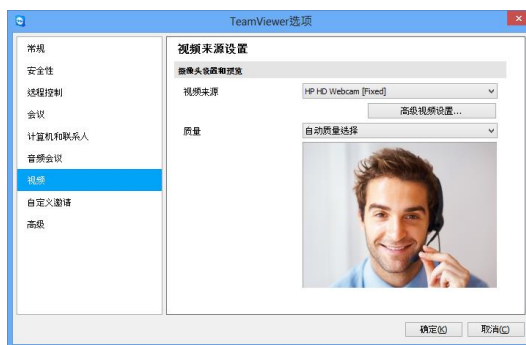 TeamViewer选项
常规
安全性
远程控制
会议
计算机和联系人
音频会议
视频
自定义邀请
高级
视频来源设置
摄像头设置和预览
视频来源 HP HD Webcam [Fixed]
高级视频设置...
质量 自动质量选择
确定(K) 取消(C)